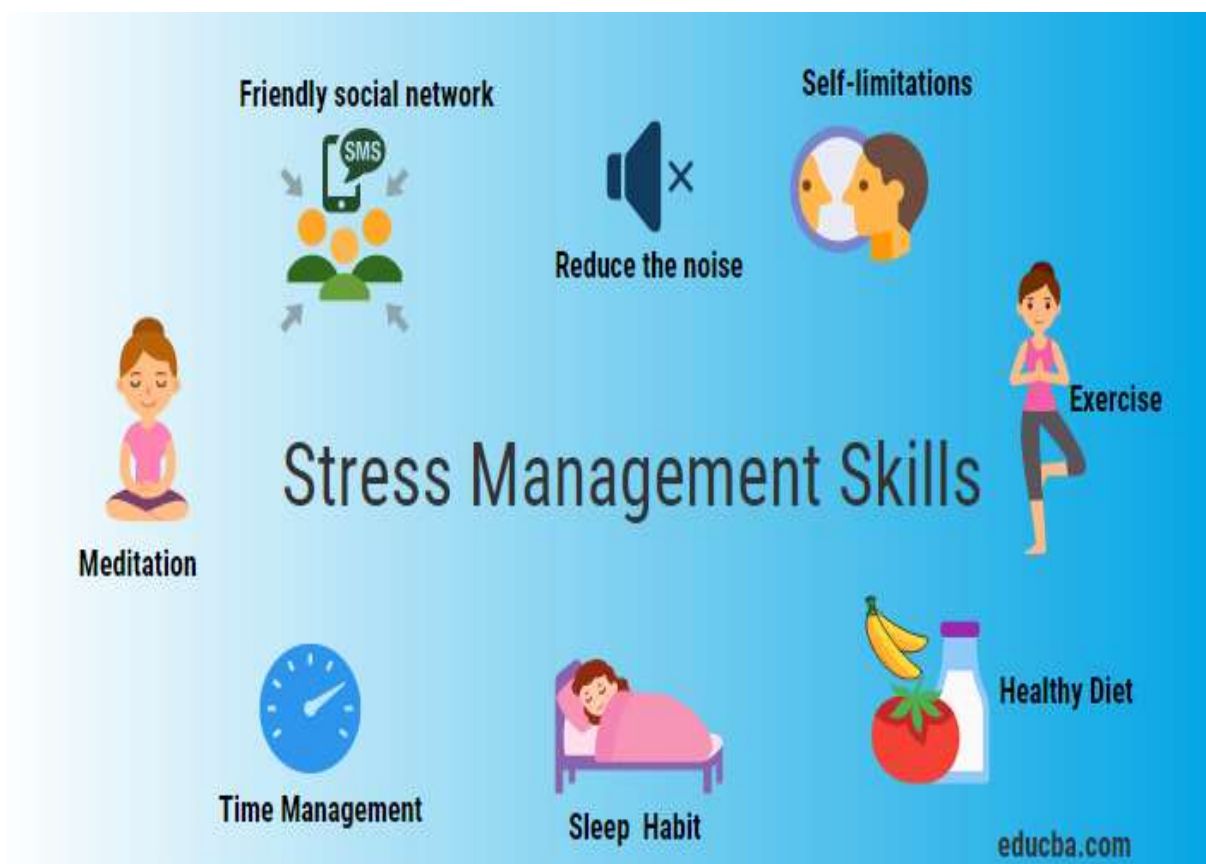 Self-limitations
Friendly social network
SMS
Reduce the noise
Exercise
Stress Management Skills
Meditation
Healthy Diet
Time Management
Sleep Habit
educba.com